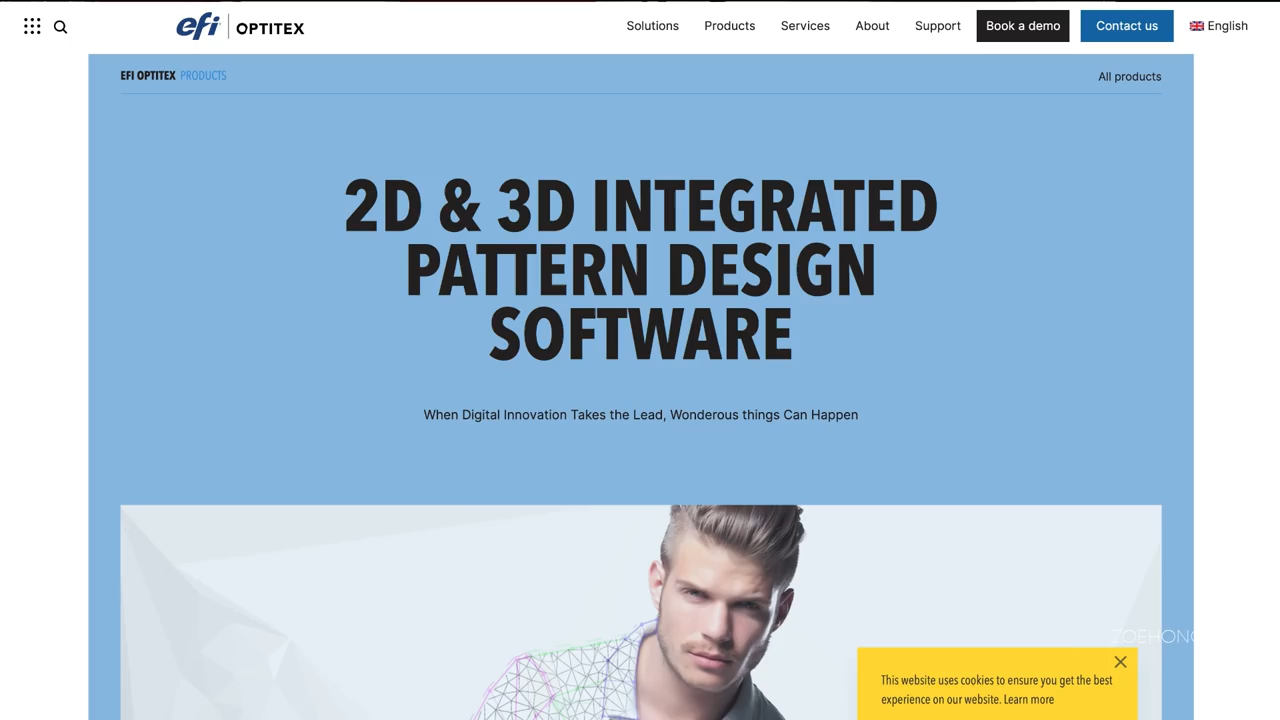 efi OPTITEX
Solutions Products Services About Support Book a demo Contact us English
EFI OPTITEX PRODUCTS
All products
2D & 3D INTEGRATED
PATTERN DESIGN
SOFTWARE
When Digital Innovation Takes the Lead, Wonderous things Can Happen
This website uses cookies to ensure you get the best
experience on our website. Learn more